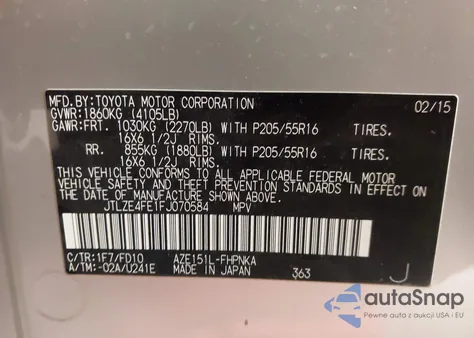 MFD.BY:TOYOTA MOTOR CORPORATION 02/15
GVWR:1860KG (4105LB)
GAWR:FRT. 1030KG (2270LB) WITH P205/55R16 TIRES.
16X6 1/2J RIMS
RR. 855KG (1880LB) WITH P205/55R16 TIRES.
16X6 1/2J RIMS
THIS VEHICLE CONFORMS TO ALL APPLICABLE FEDERAL MOTOR
VEHICLE SAFETY, BUMPER, AND THEFT PREVENTION STANDARDS IN EFFECT ON
THE DATE OF MANUFACTURE SHOWN ABOVE.
JTLZE4FE1FJ070584 MPV
C/TR:1F7/FD10 AZE151L-FHPNKA
A/TM:-02A/U241E MADE IN JAPAN 363 J
autoSnap
Pewne auta z aukcji USA i EU